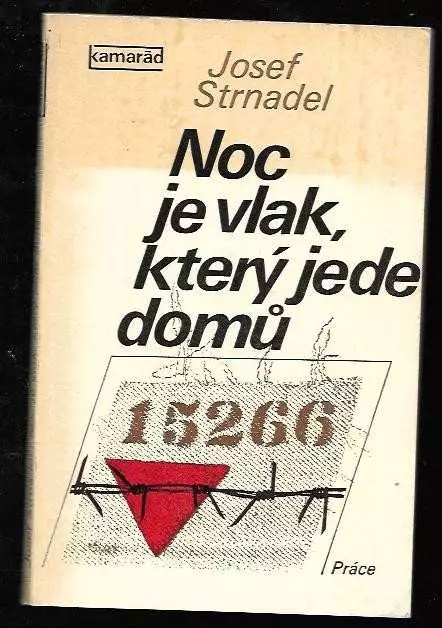 kamarád
Josef
Strnadel
Noc
je vlak,
který jede
domů
15266
Práce